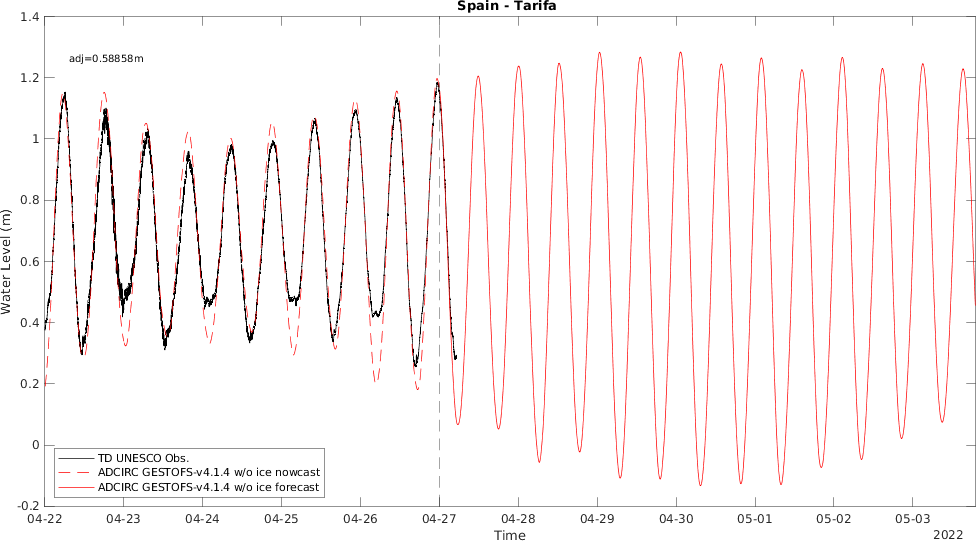 Spain - Tarifa
1.4
1.2
1
0.8
0.6
0.4
0.2
0
-0.2
Water Level (m)
adj=0.58858m
TD UNESCO Obs.
ADCIRC GESTOFS-v4.1.4 w/o ice nowcast
ADCIRC GESTOFS-v4.1.4 w/o ice forecast
04-22 04-23 04-24 04-25 04-26 04-27 04-28 04-29 04-30 05-01 05-02 05-03
Time
2022